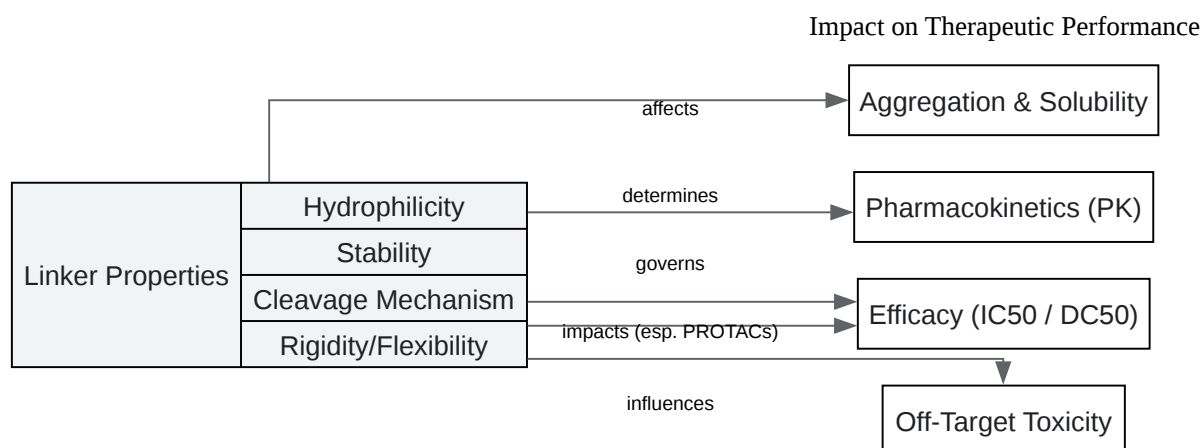 Impact on Therapeutic Performance
affects
Aggregation & Solubility
Linker Properties
Hydrophilicity
Stability
Cleavage Mechanism
Rigidity/Flexibility
determines
Pharmacokinetics (PK)
governs
Efficacy (IC50 / DC50)
impacts (esp. PROTACs)
influences
Off-Target Toxicity